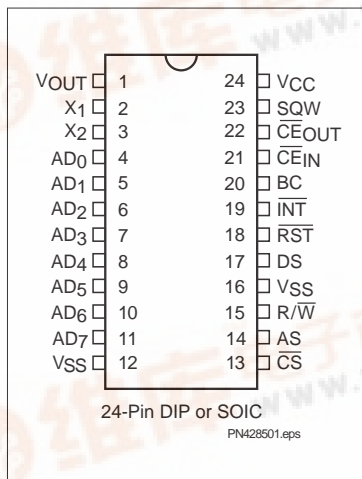 VOUT 1 24 VCC
X1 2 23 SQW
X2 3 22 CEOUT
AD0 4 21 CEIN
AD1 5 20 BC
AD2 6 19 INT
AD3 7 18 RST
AD4 8 17 DS
AD5 9 16 VSS
AD6 10 15 R/W
AD7 11 14 AS
VSS 12 13 CS
24-Pin DIP or SOIC
PN428501.eps